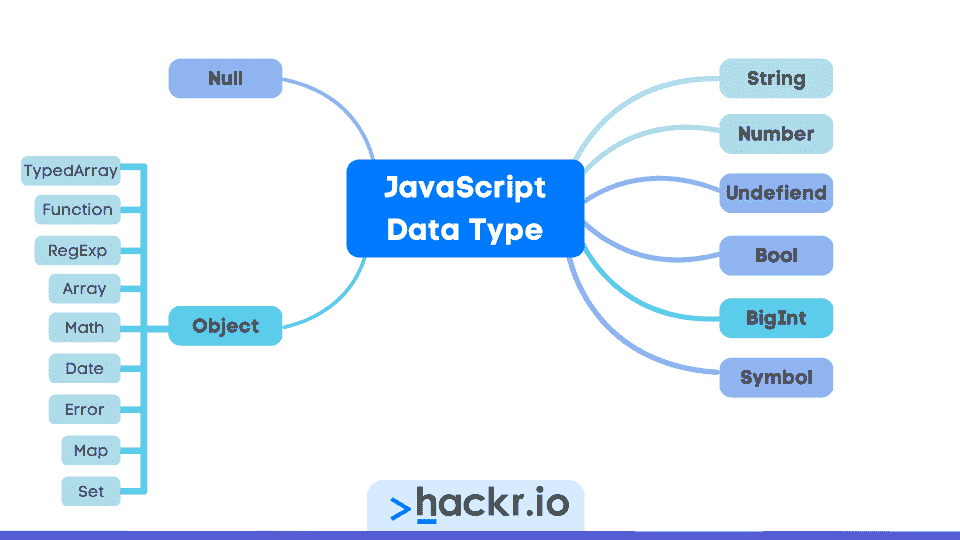 JavaScript
Data Type
Null
Object
TypedArray
Function
RegExp
Array
Math
Date
Error
Map
Set
String
Number
Undefiend
Bool
BigInt
Symbol
>hackr.io